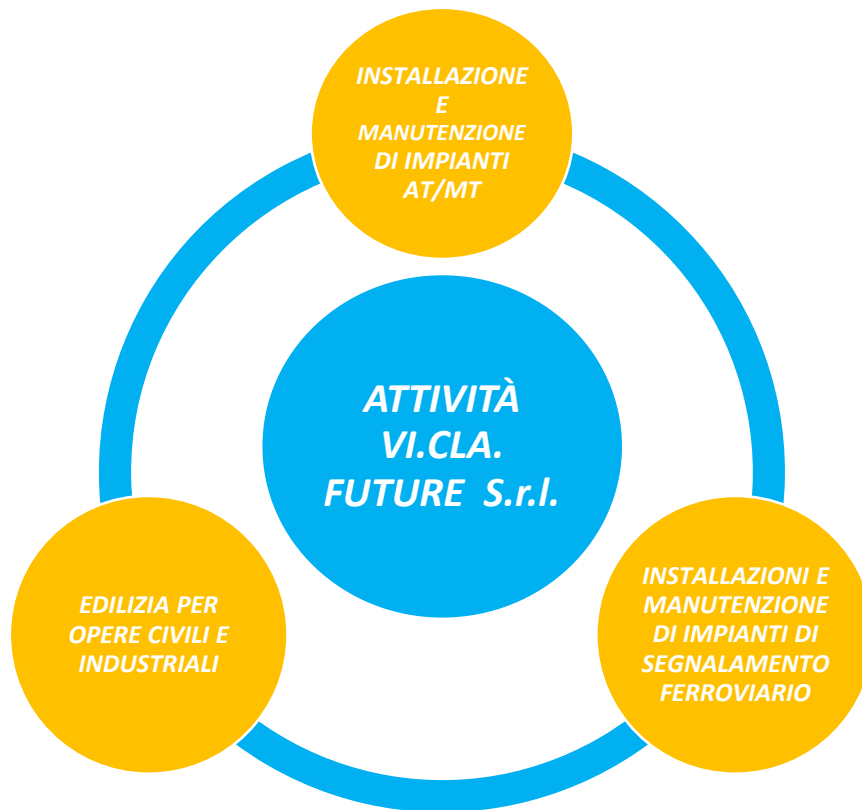 INSTALLAZIONE
E
MANUTENZIONE
DI IMPIANTI
AT/MT
ATTIVITÀ
VI.CLA.
FUTURE S.r.l.
EDILIZIA PER
OPERE CIVILI E
INDUSTRIALI
INSTALLAZIONI E
MANUTENZIONE
DI IMPIANTI DI
SEGNALAMENTO
FERROVIARIO